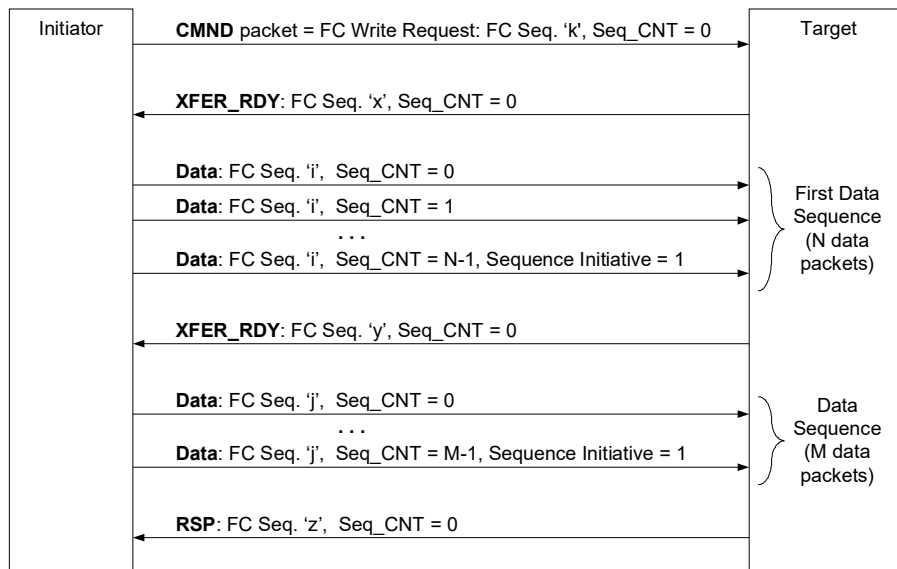 Initiator
Target
CMND packet = FC Write Request: FC Seq. ‘k’, Seq_CNT = 0
XFER_RDY: FC Seq. ‘x’, Seq_CNT = 0
Data: FC Seq. ‘i’, Seq_CNT = 0
Data: FC Seq. ‘i’, Seq_CNT = 1
. . .
Data: FC Seq. ‘i’, Seq_CNT = N-1, Sequence Initiative = 1
First Data
Sequence
(N data
packets)
XFER_RDY: FC Seq. ‘y’, Seq_CNT = 0
Data: FC Seq. ‘j’, Seq_CNT = 0
. . .
Data: FC Seq. ‘j’, Seq_CNT = M-1, Sequence Initiative = 1
Data
Sequence
(M data
packets)
RSP: FC Seq. ‘z’, Seq_CNT = 0